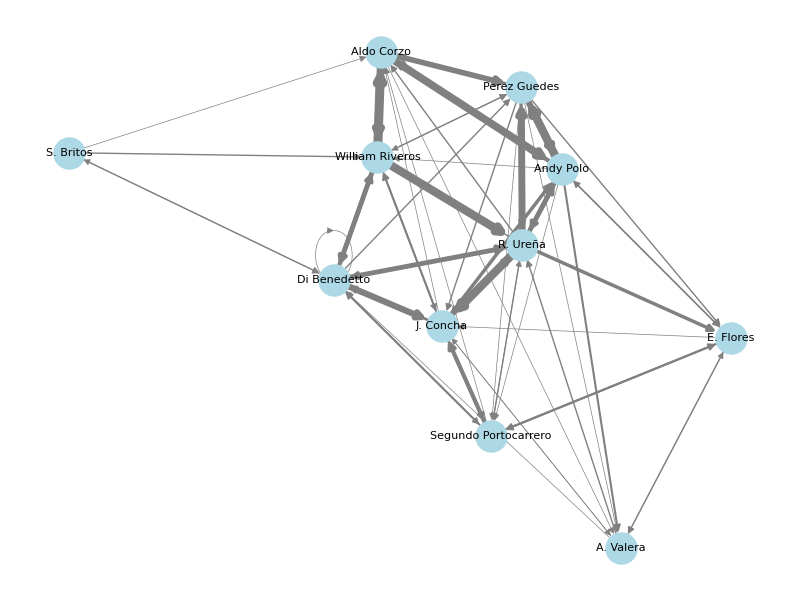 Aldo Corzo
Perez Guedes
S. Britos
William Riveros
Andy Polo
R. Ureña
Di Benedetto
J. Concha
E. Flores
Segundo Portocarrero
A. Valera